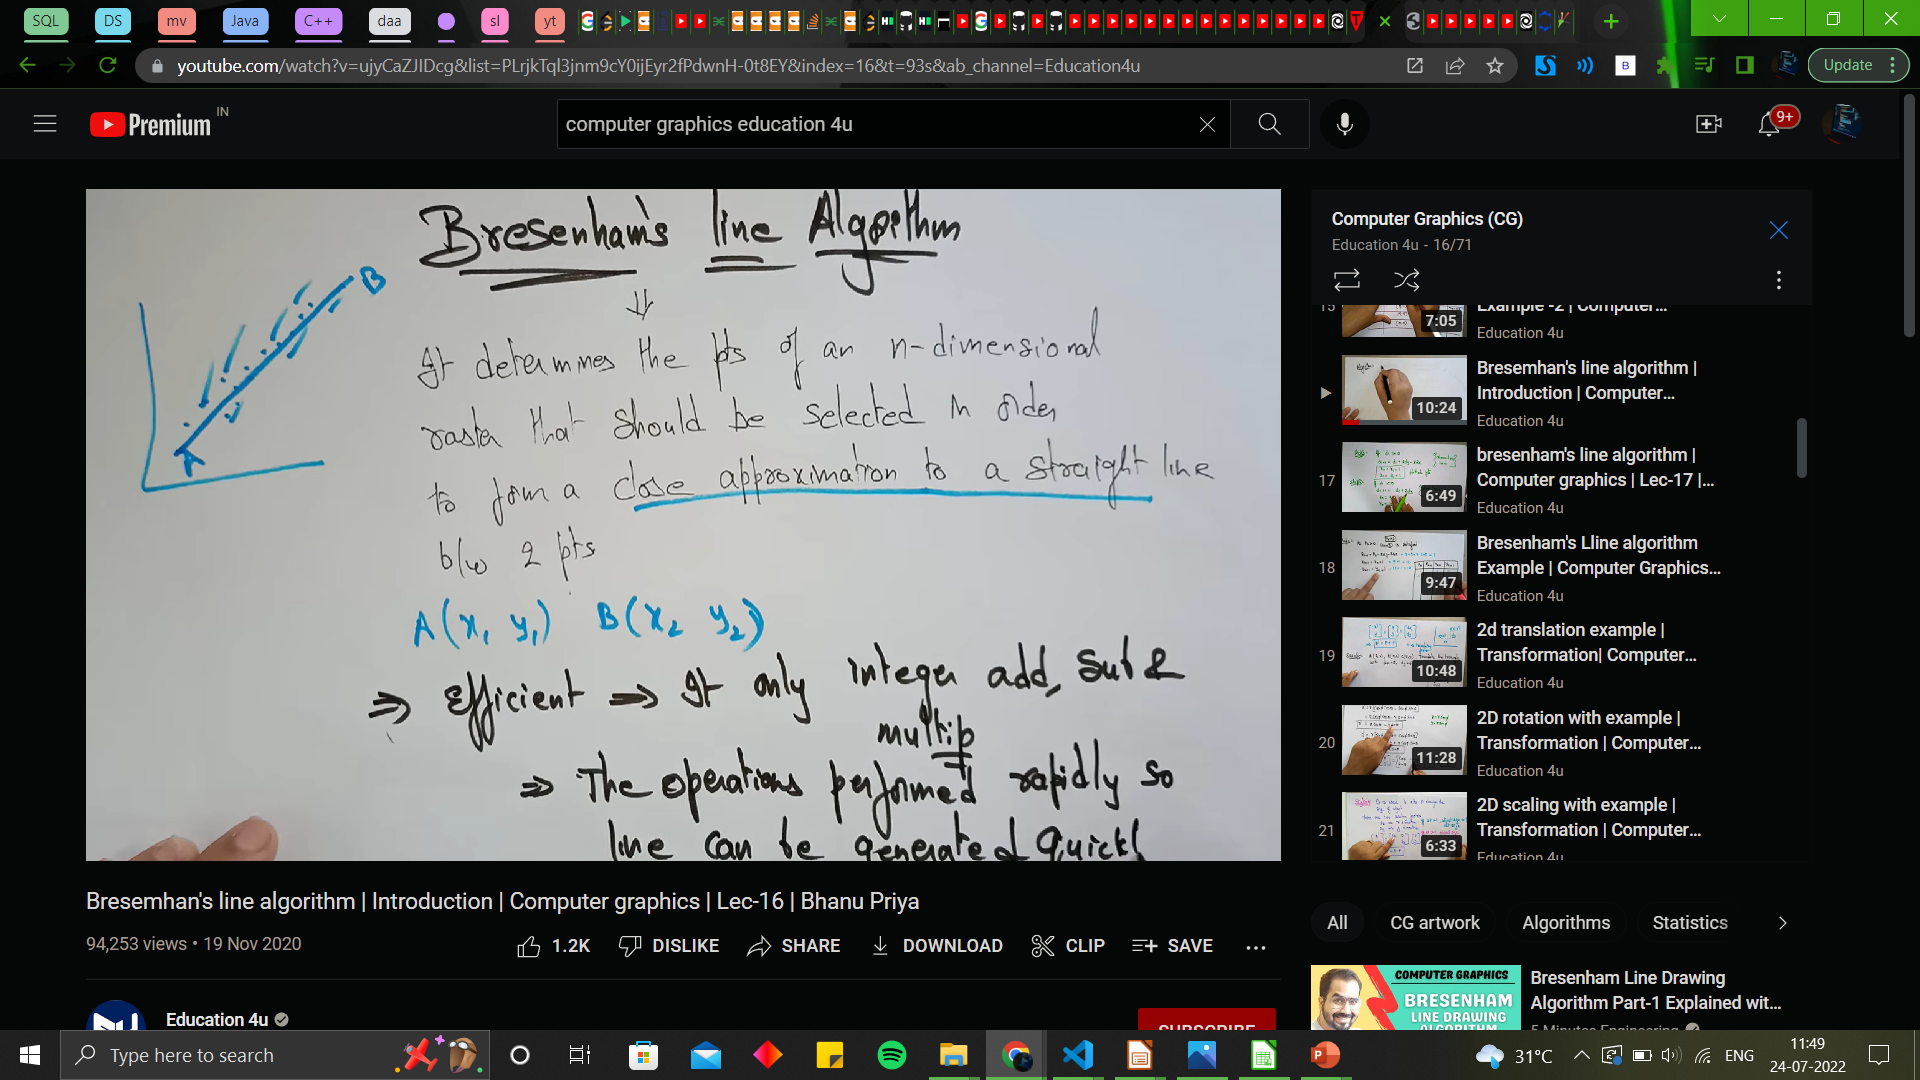 SQL DS mv Java C++ daa sl yt
youtube.com/watch?v=ujyCaZJIDcg&list=PLrjkTql3jnm9cY0ijEyr2fPdwnH-0t8EY&index=16&t=93s&ab_channel=Education4u
Update
Premium IN
computer graphics education 4u
9+
Bresenham's line Algorithm
B
It determines the pts of an n-dimensional
raster that should be selected in order
to form a close approximation to a straight line
b/w 2 pts
A
A(x1 y1) B(x2 y2)
⇒ Efficient ⇒ It only integer add, sub &
multip
⇒ The operations performed rapidly so
line can be generated
Bresemhan's line algorithm | Introduction | Computer graphics | Lec-16 | Bhanu Priya
94,253 views • 19 Nov 2020
1.2K DISLIKE SHARE DOWNLOAD CLIP SAVE ...
Education 4u
SUBSCRIBE
Computer Graphics (CG)
Education 4u - 16/71
15
7:05
Example -2 | Computer...
Education 4u
10:24
Bresemhan's line algorithm |
Introduction | Computer...
Education 4u
17
6:49
bresenham's line algorithm |
Computer graphics | Lec-17 |...
Education 4u
18
9:47
Bresenham's Lline algorithm
Example | Computer Graphics...
Education 4u
19
10:48
2d translation example |
Transformation| Computer...
Education 4u
20
11:28
2D rotation with example |
Transformation | Computer...
Education 4u
21
6:33
2D scaling with example |
Transformation | Computer...
Education 4u
All CG artwork Algorithms Statistics
COMPUTER GRAPHICS
BRESENHAM
LINE DRAWING
ALGORITHM
Bresenham Line Drawing
Algorithm Part-1 Explained wit...
5 Minutes Engineering
Type here to search
31°C
ENG
11:49
24-07-2022